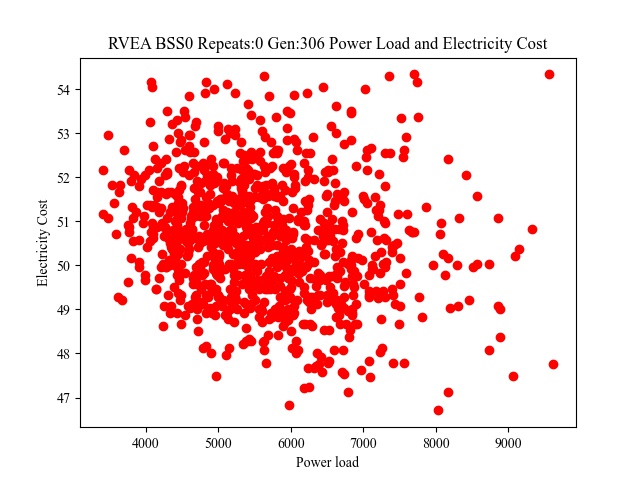 RVEA BSS0 Repeats:0 Gen:306 Power Load and Electricity Cost
54
53
52
51
50
49
48
47
Electricity Cost
4000 5000 6000 7000 8000 9000
Power load